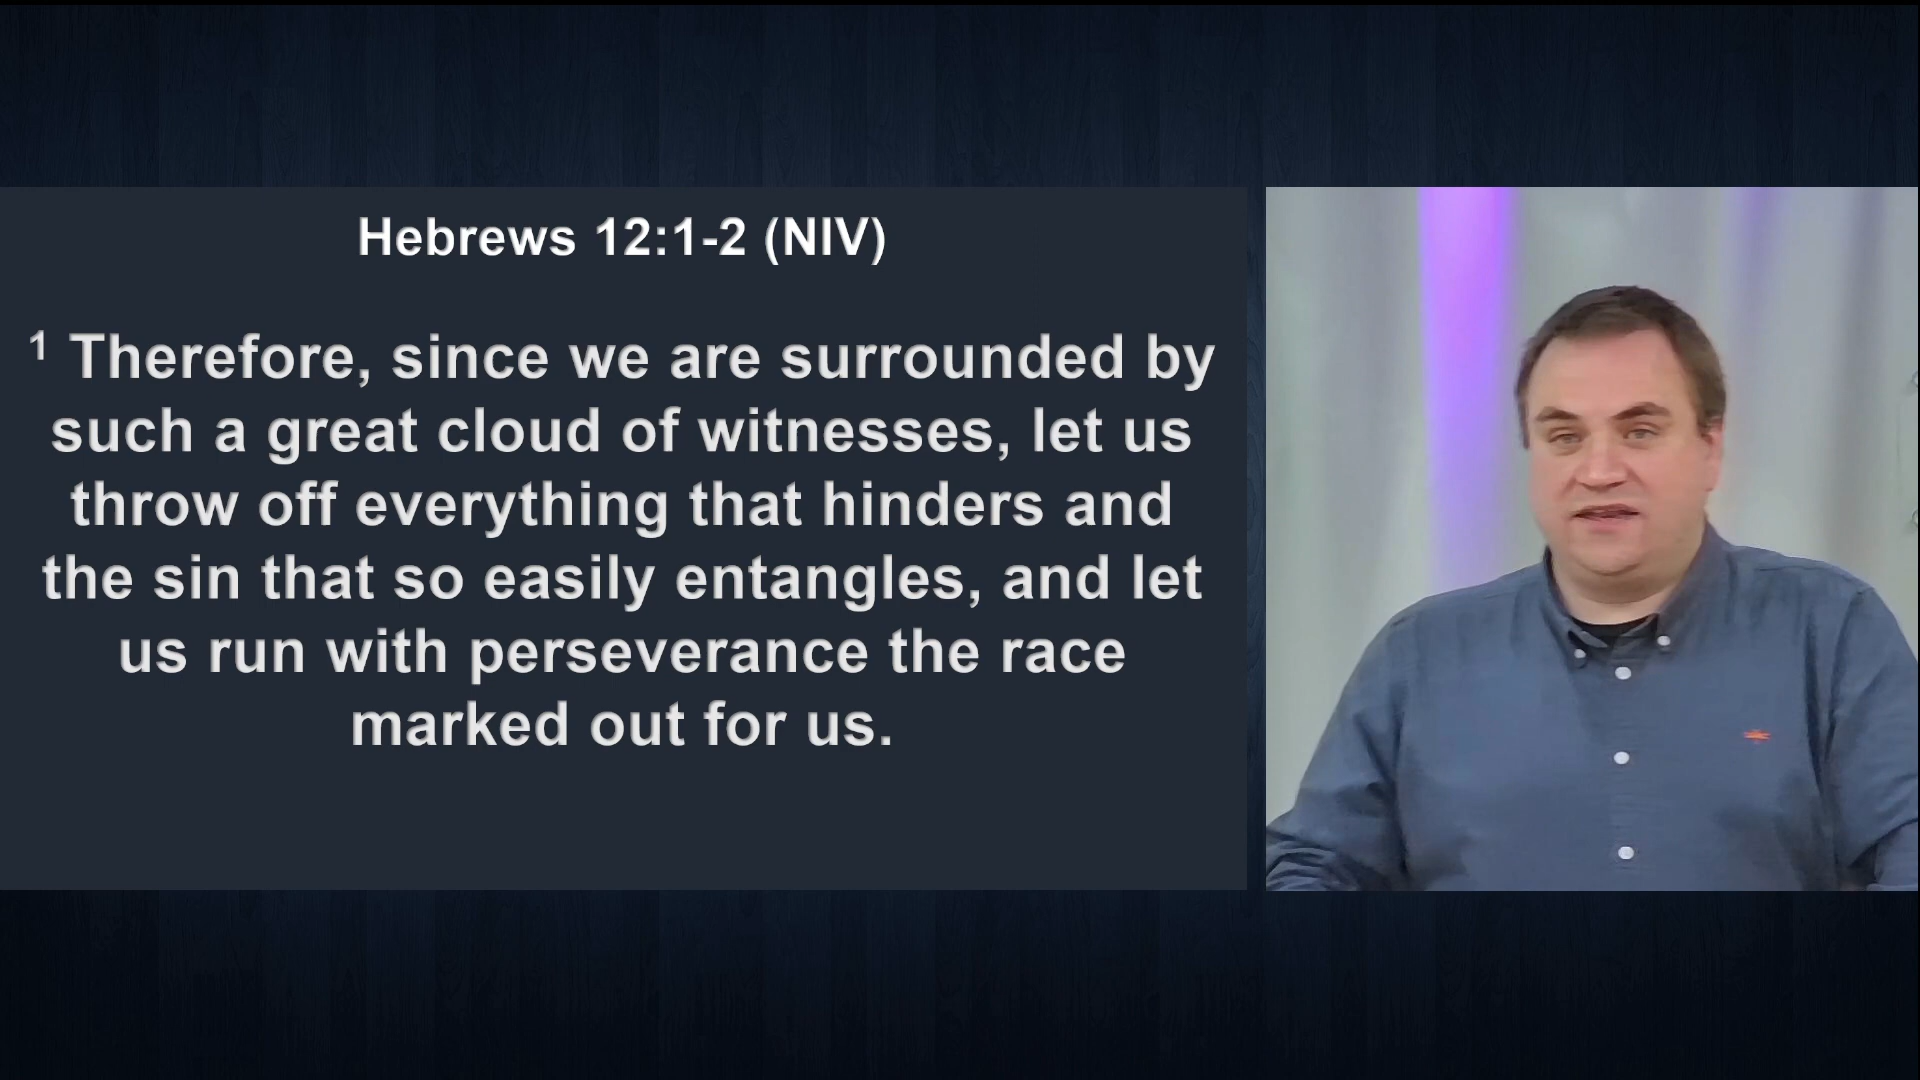 Hebrews 12:1-2 (NIV)
1 Therefore, since we are surrounded by
such a great cloud of witnesses, let us
throw off everything that hinders and
the sin that so easily entangles, and let
us run with perseverance the race
marked out for us.